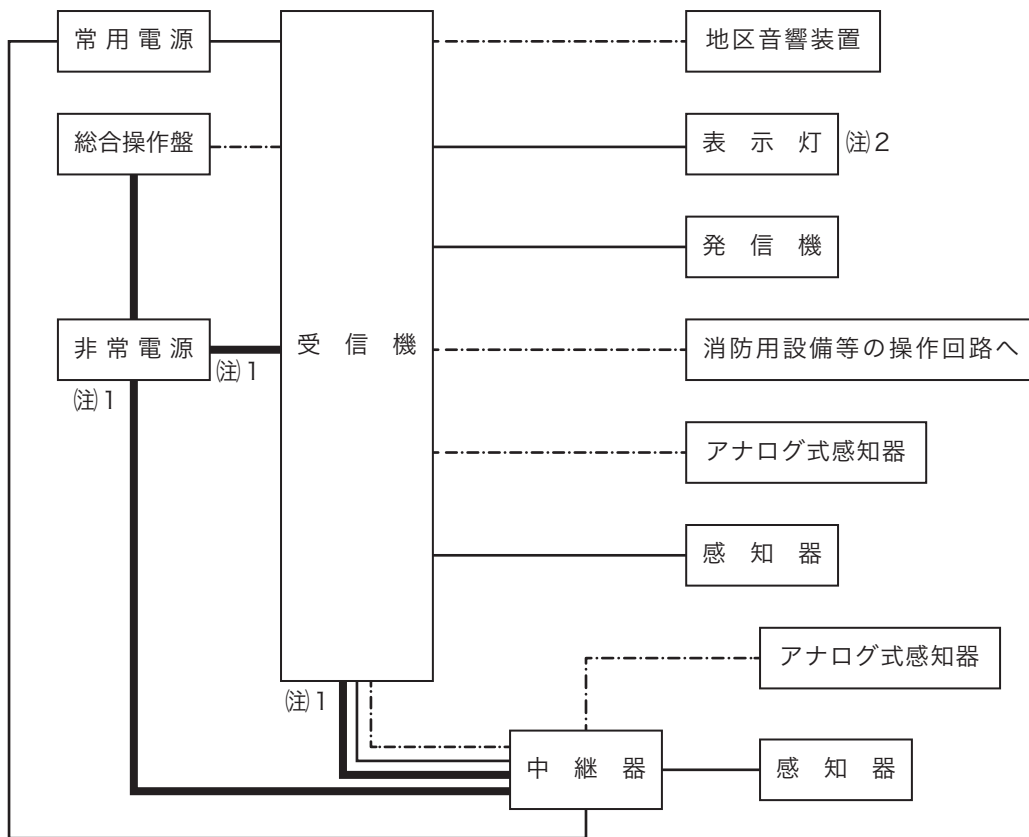 常用電源
地区音響装置
総合操作盤
表示灯 ㊟2
発信機
非常電源
㊟1
受信機
消防用設備等の操作回路へ
㊟1
アナログ式感知器
感知器
アナログ式感知器
㊟1
中継器
感知器